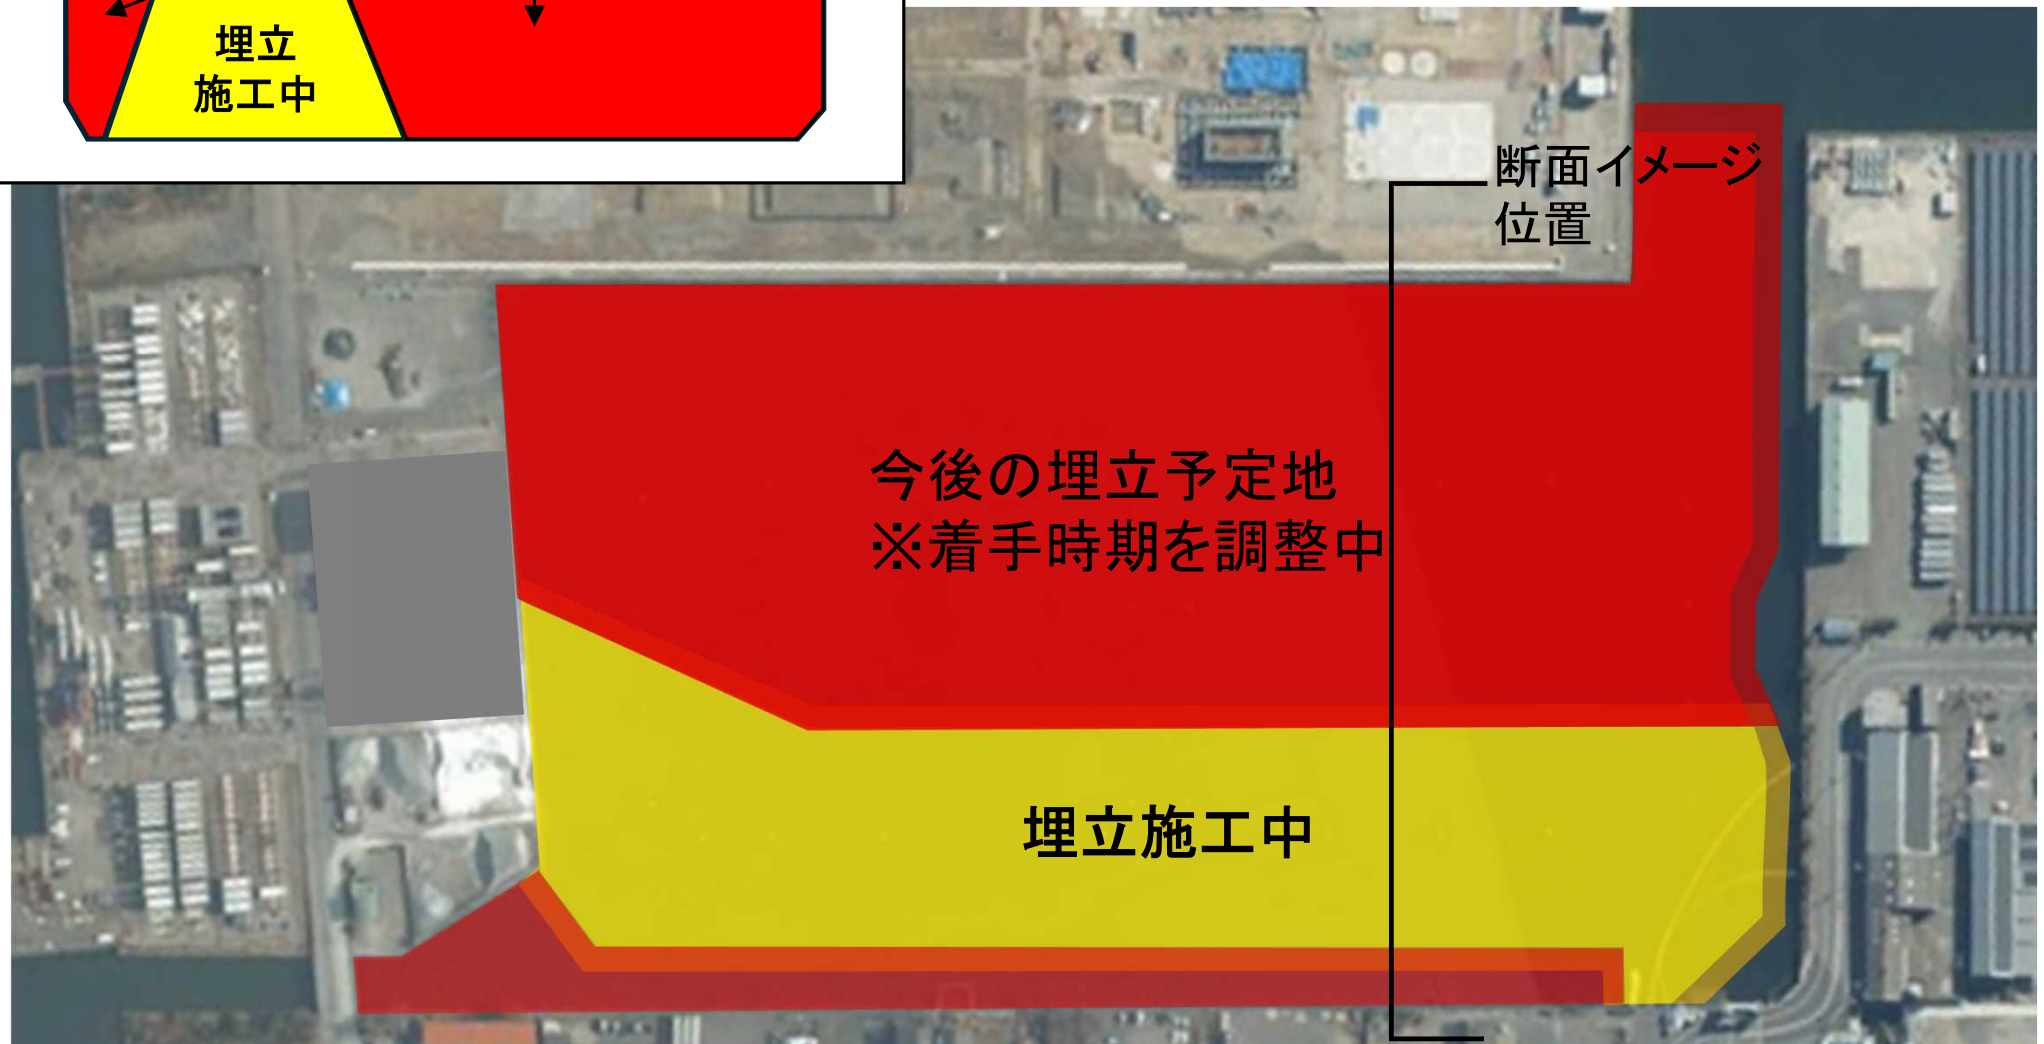 埋立
施工中
断面イメージ
位置
今後の埋立予定地
※着手時期を調整中
埋立施工中